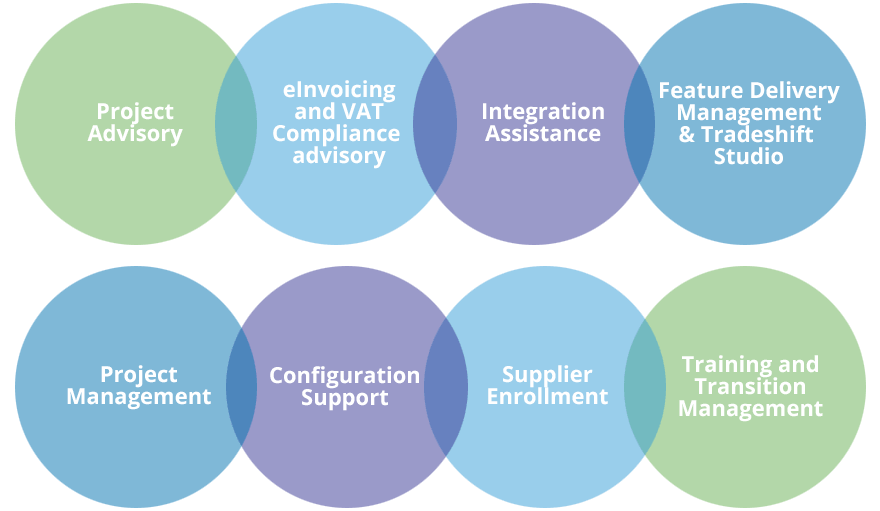 Project
Advisory
eInvoicing
and VAT
Compliance
advisory
Integration
Assistance
Feature Delivery
Management
& Tradeshift
Studio
Project
Management
Configuration
Support
Supplier
Enrollment
Training and
Transition
Management